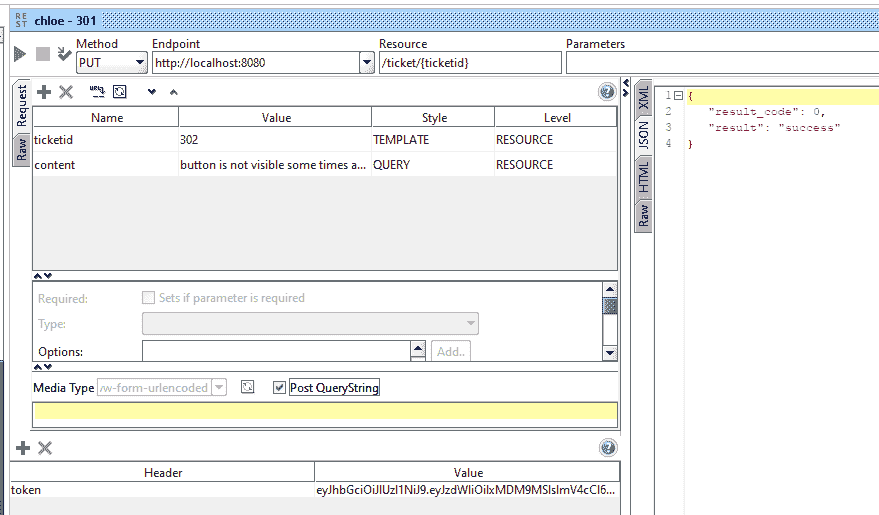 RE
ST
chloe - 301
Method
Endpoint
Resource
Parameters
PUT
http://localhost:8080
/ticket/{ticketid}
Request
Raw
Name
Value
Style
Level
ticketid
302
TEMPLATE
RESOURCE
content
button is not visible some times a...
QUERY
RESOURCE
Required:
Sets if parameter is required
Type:
Options:
Add..
Media Type
/w-form-urlencoded
Post QueryString
Header
Value
token
XML
JSON
HTML
Raw
1 {
2 "result_code": 0,
3 "result": "success"
4 }